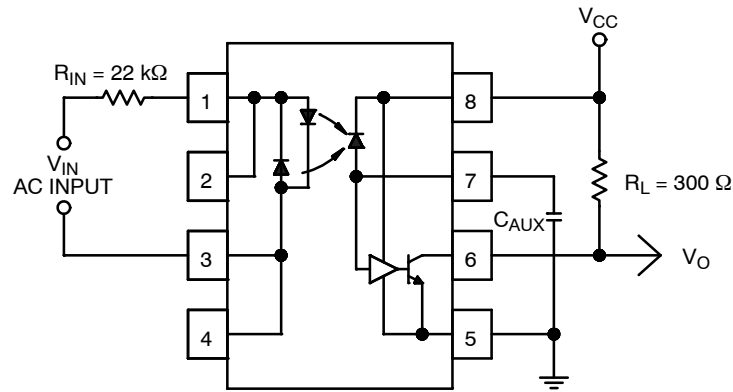 V_CC
R_IN = 22 kΩ
1
8
V_IN
AC INPUT
2
7
R_L = 300 Ω
C_AUX
3
6
V_O
4
5